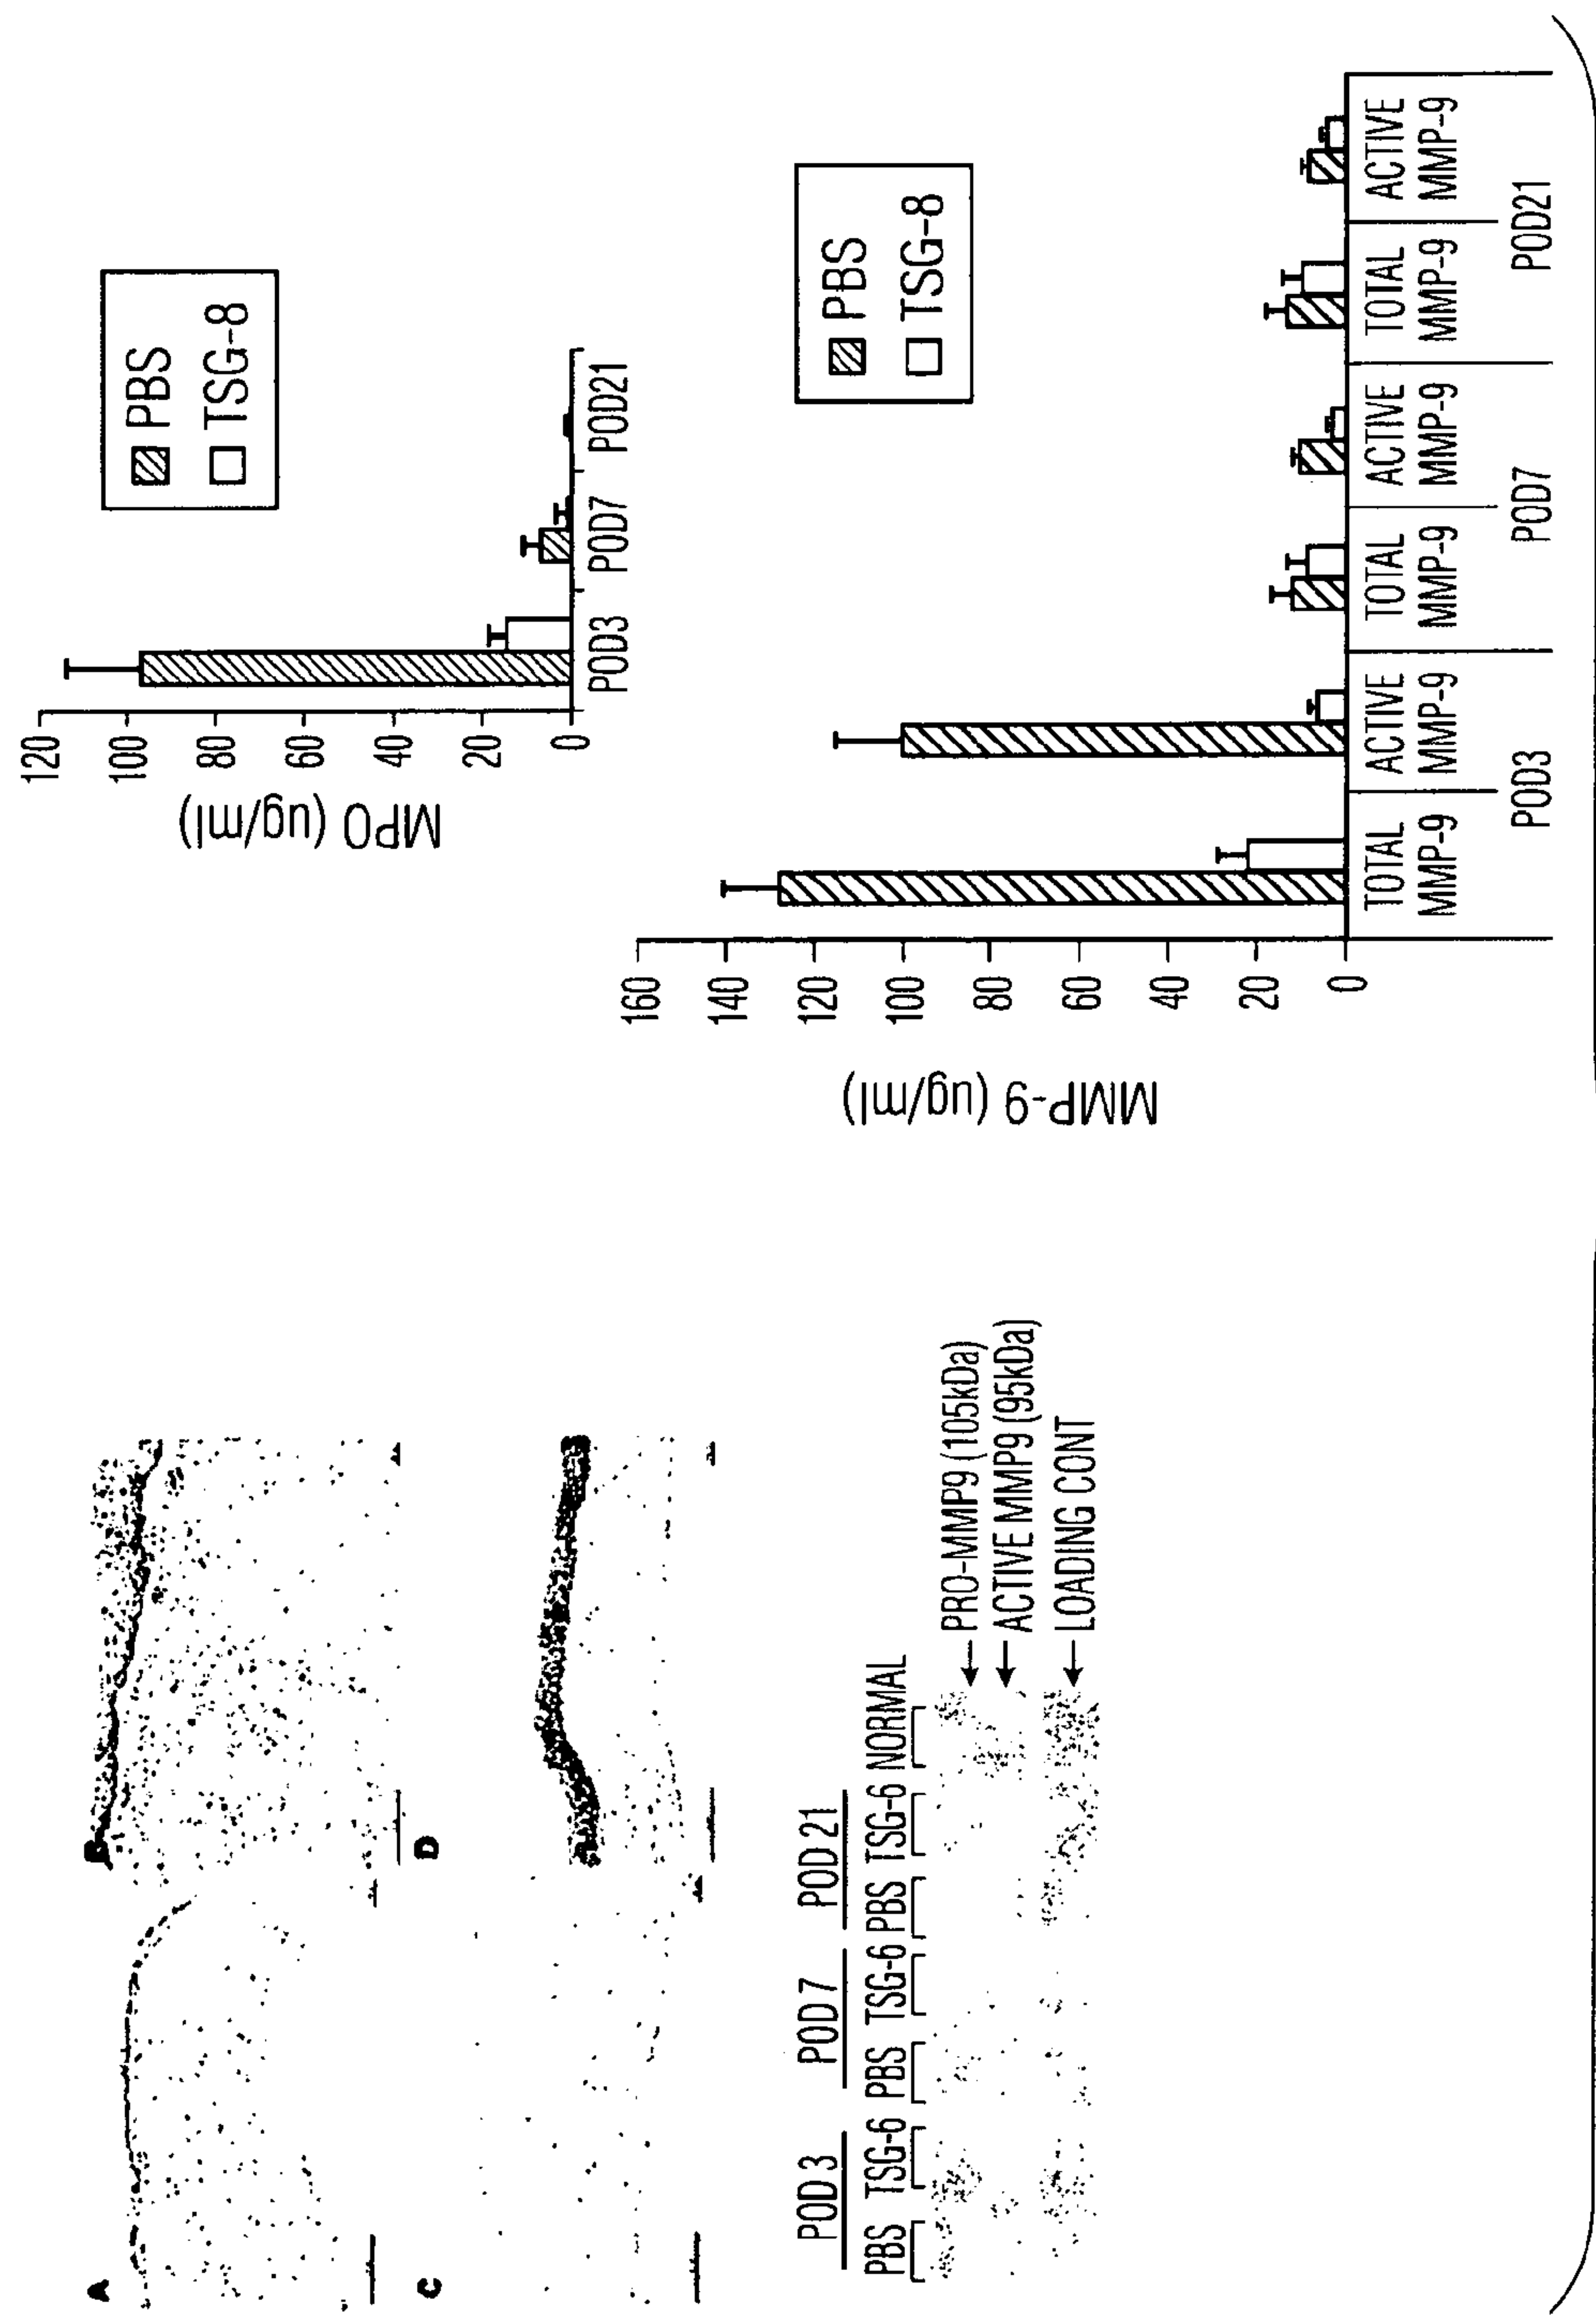 A
B
C
D
POD 3
POD 7
POD 21
PBS TSG-6 PBS TSG-6 PBS TSG-6 NORMAL
PRO-MMP9 (105kDa)
ACTIVE MMP9 (95kDa)
LOADING CONT
MPO (ug/ml)
120
100
80
60
40
20
0
POD3 POD7 POD21
PBS
TSG-8
MMP-9 (ug/ml)
160
140
120
100
80
60
40
20
0
TOTAL MMP-9
ACTIVE MMP-9
TOTAL MMP-9
ACTIVE MMP-9
TOTAL MMP-9
ACTIVE MMP-9
POD3
POD7
POD21
PBS
TSG-8